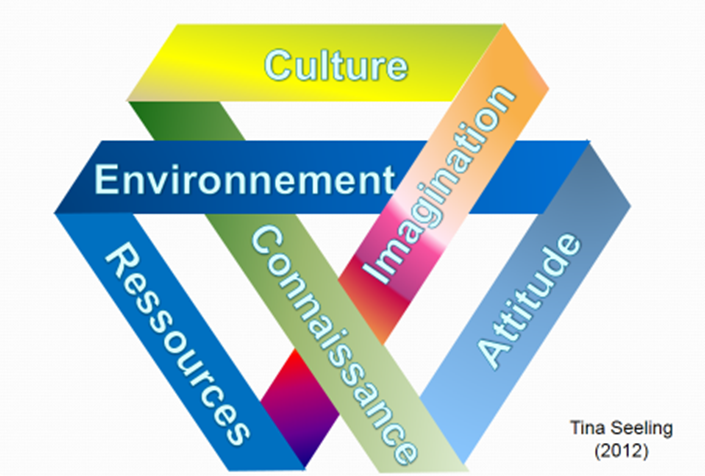 Culture
Environnement
Imagination
Connaissance
Ressources
Attitude
Tina Seeling
(2012)